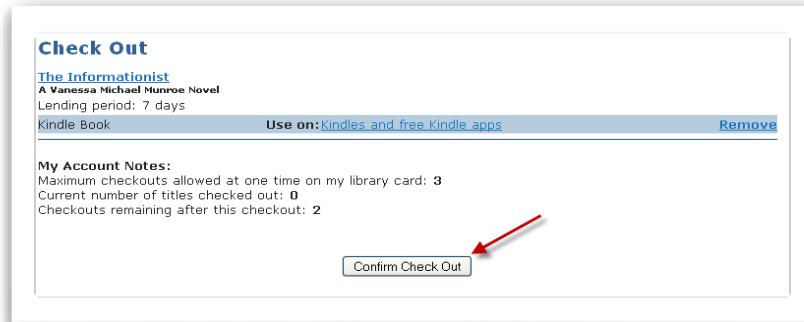 Check Out
The Informationist
A Vanessa Michael Munroe Novel
Lending period: 7 days
Kindle Book Use on: Kindles and free Kindle apps Remove
My Account Notes:
Maximum checkouts allowed at one time on my library card: 3
Current number of titles checked out: 0
Checkouts remaining after this checkout: 2
Confirm Check Out